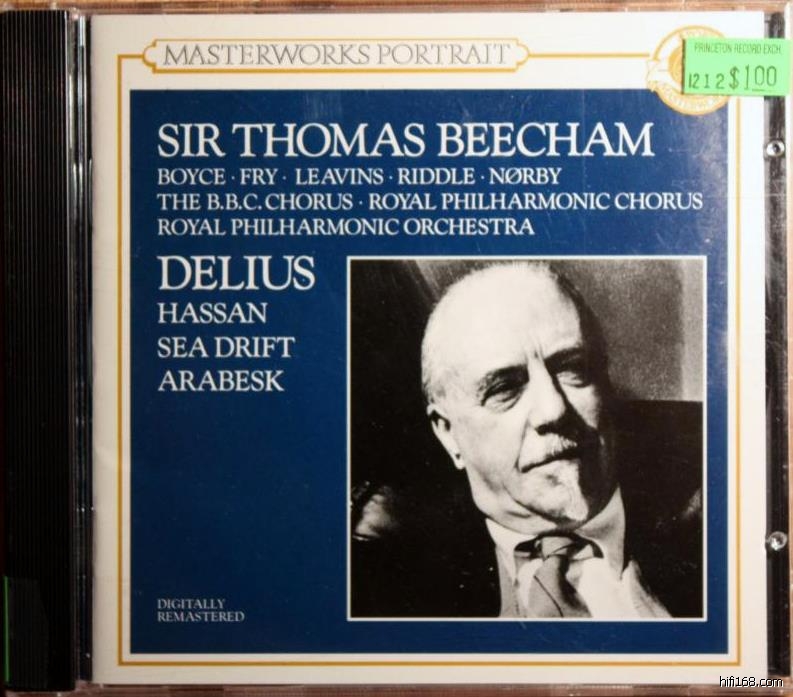 MASTERWORKS PORTRAIT
PRINCETON RECORD EXCH.
1212 $1.00
SIR THOMAS BEECHAM
BOYCE · FRY · LEAVINS · RIDDLE · NØRBY
THE B.B.C. CHORUS · ROYAL PHILHARMONIC CHORUS
ROYAL PHILHARMONIC ORCHESTRA
DELIUS
HASSAN
SEA DRIFT
ARABESK
DIGITALLY
REMASTERED
hifi168.com